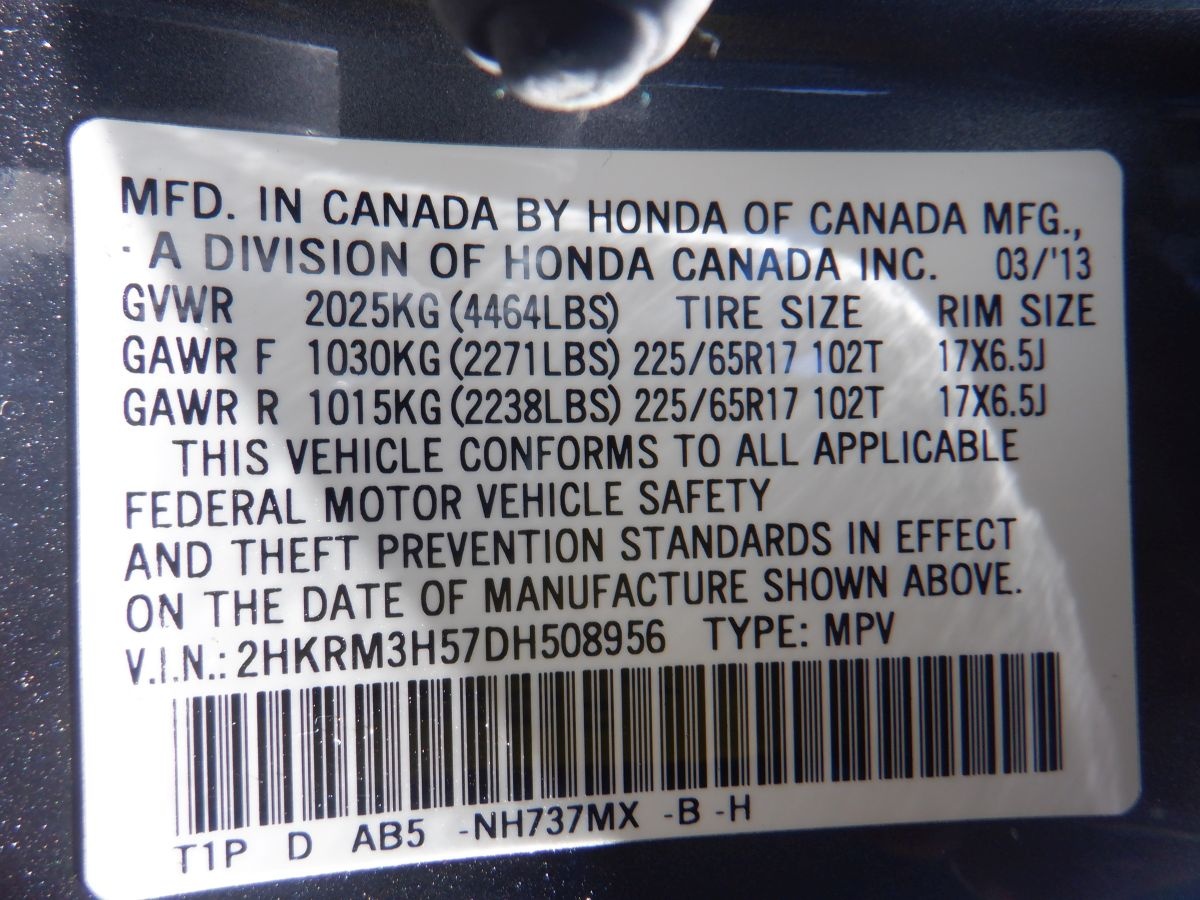 MFD. IN CANADA BY HONDA OF CANADA MFG.,
· A DIVISION OF HONDA CANADA INC. 03/'13
GVWR 2025KG (4464LBS) TIRE SIZE RIM SIZE
GAWR F 1030KG (2271LBS) 225/65R17 102T 17X6.5J
GAWR R 1015KG (2238LBS) 225/65R17 102T 17X6.5J
THIS VEHICLE CONFORMS TO ALL APPLICABLE
FEDERAL MOTOR VEHICLE SAFETY
AND THEFT PREVENTION STANDARDS IN EFFECT
ON THE DATE OF MANUFACTURE SHOWN ABOVE.
V.I.N.: 2HKRM3H57DH508956 TYPE: MPV
T1P D AB5 -NH737MX -B -H